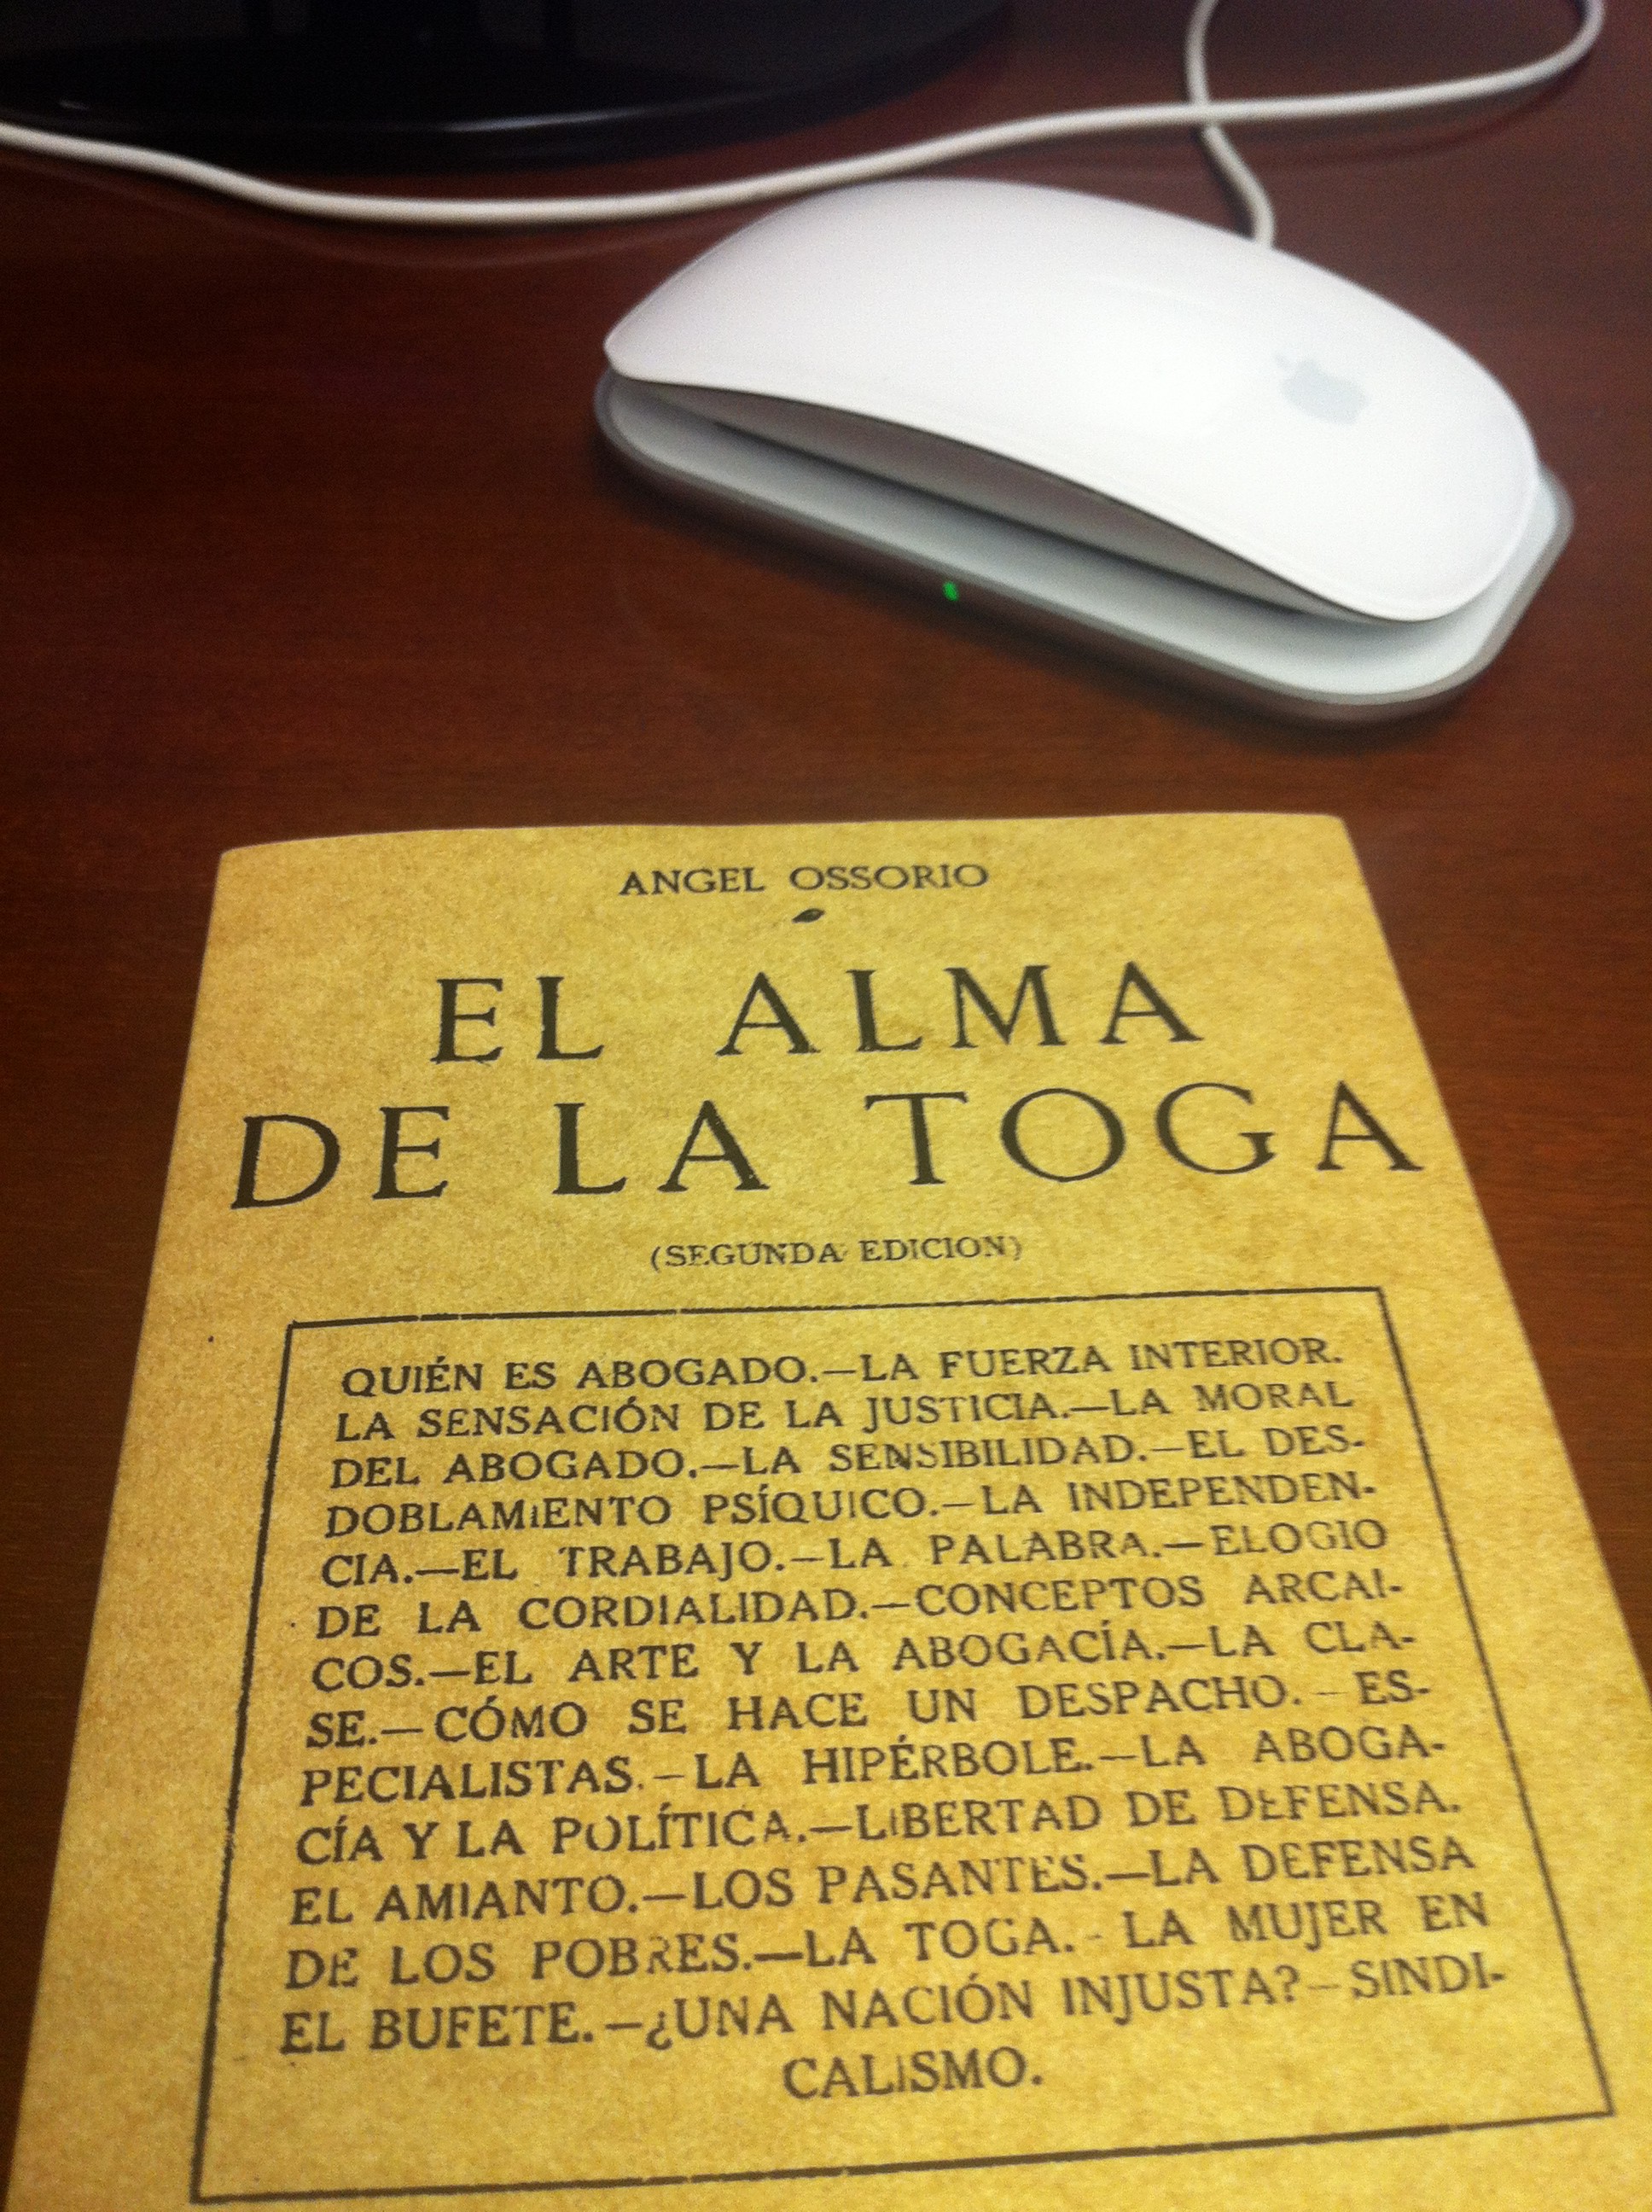 ANGEL OSSORIO
EL ALMA
DE LA TOGA
(SEGUNDA EDICION)
QUIÉN ES ABOGADO.—LA FUERZA INTERIOR.
LA SENSACIÓN DE LA JUSTICIA.—LA MORAL
DEL ABOGADO.—LA SENSIBILIDAD.—EL DES-
DOBLAMIENTO PSÍQUICO.—LA INDEPENDEN-
CIA.—EL TRABAJO.—LA PALABRA.—ELOGIO
DE LA CORDIALIDAD.—CONCEPTOS ARCAI-
COS.—EL ARTE Y LA ABOGACÍA.—LA CLA-
SE.—CÓMO SE HACE UN DESPACHO.—ES-
PECIALISTAS.—LA HIPÉRBOLE.—LA ABOGA-
CÍA Y LA POLÍTICA.—LIBERTAD DE DEFENSA.
EL AMIANTO.—LOS PASANTES.—LA DEFENSA
DE LOS POBRES.—LA TOGA.-LA MUJER EN
EL BUFETE.—¿UNA NACIÓN INJUSTA?—SINDI-
CALISMO.